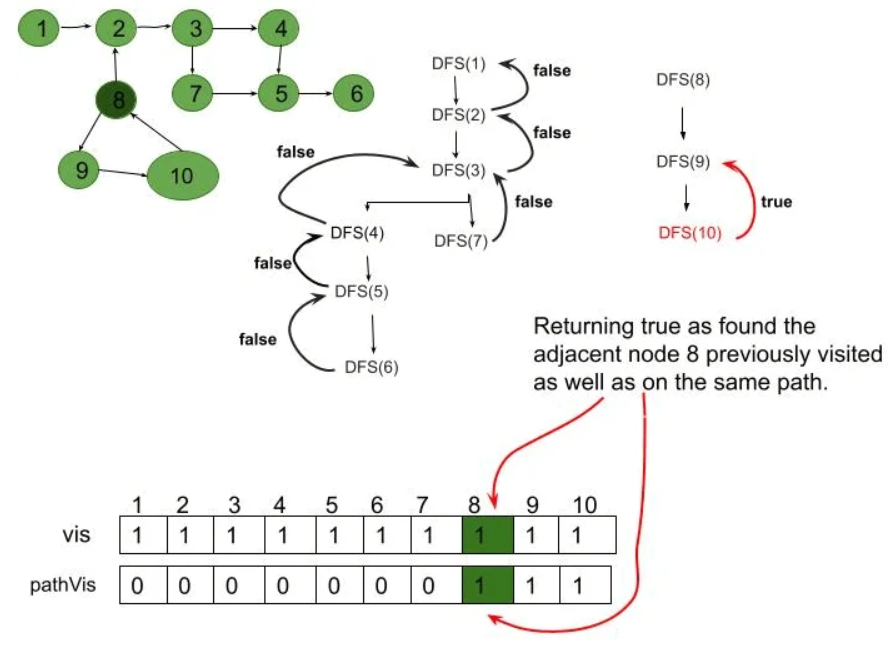 1
2
3
4
8
7
5
6
9
10
DFS(1)
false
DFS(2)
false
DFS(3)
false
false
DFS(4)
DFS(7)
false
DFS(5)
false
DFS(6)
DFS(8)
DFS(9)
true
DFS(10)
Returning true as found the
adjacent node 8 previously visited
as well as on the same path.
1 2 3 4 5 6 7 8 9 10
vis 1 1 1 1 1 1 1 1 1 1
pathVis 0 0 0 0 0 0 0 1 1 1